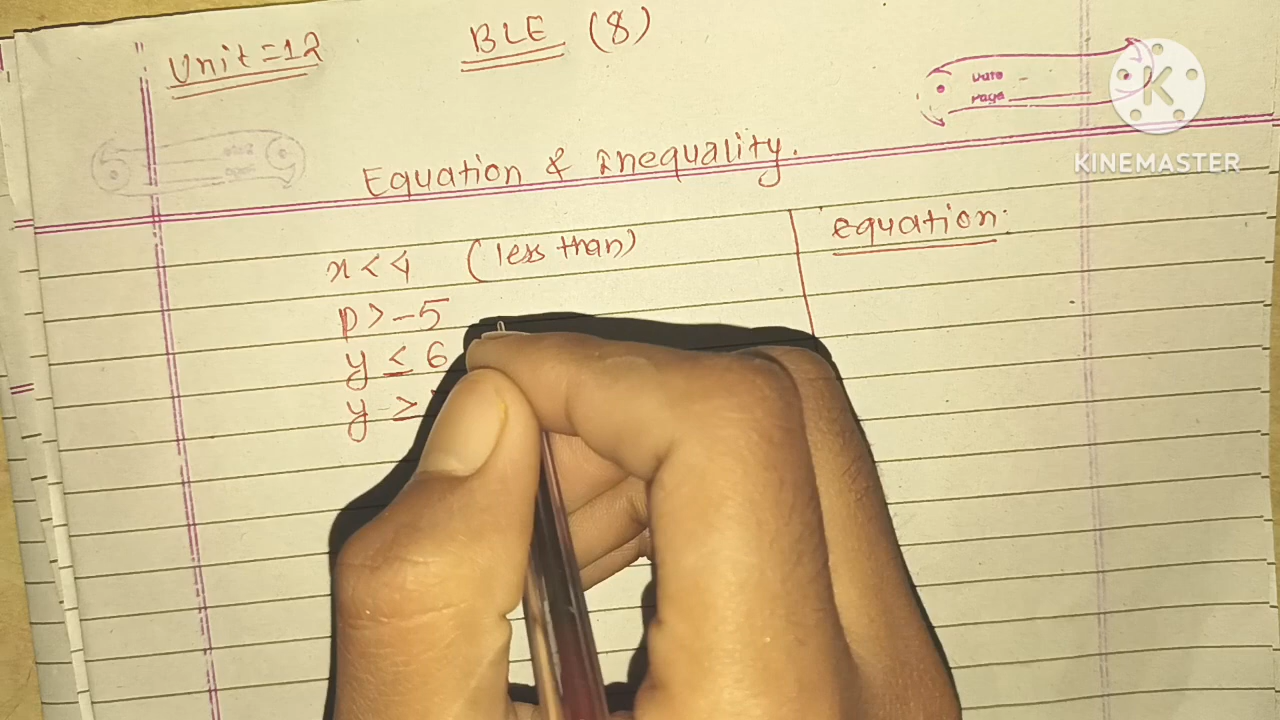 Unit=12
BLE (8)
Date
Page
K
KINEMASTER
Equation & Inequality.
equation:
x < 4 (less than)
p > -5
y ≤ 6
y ≥